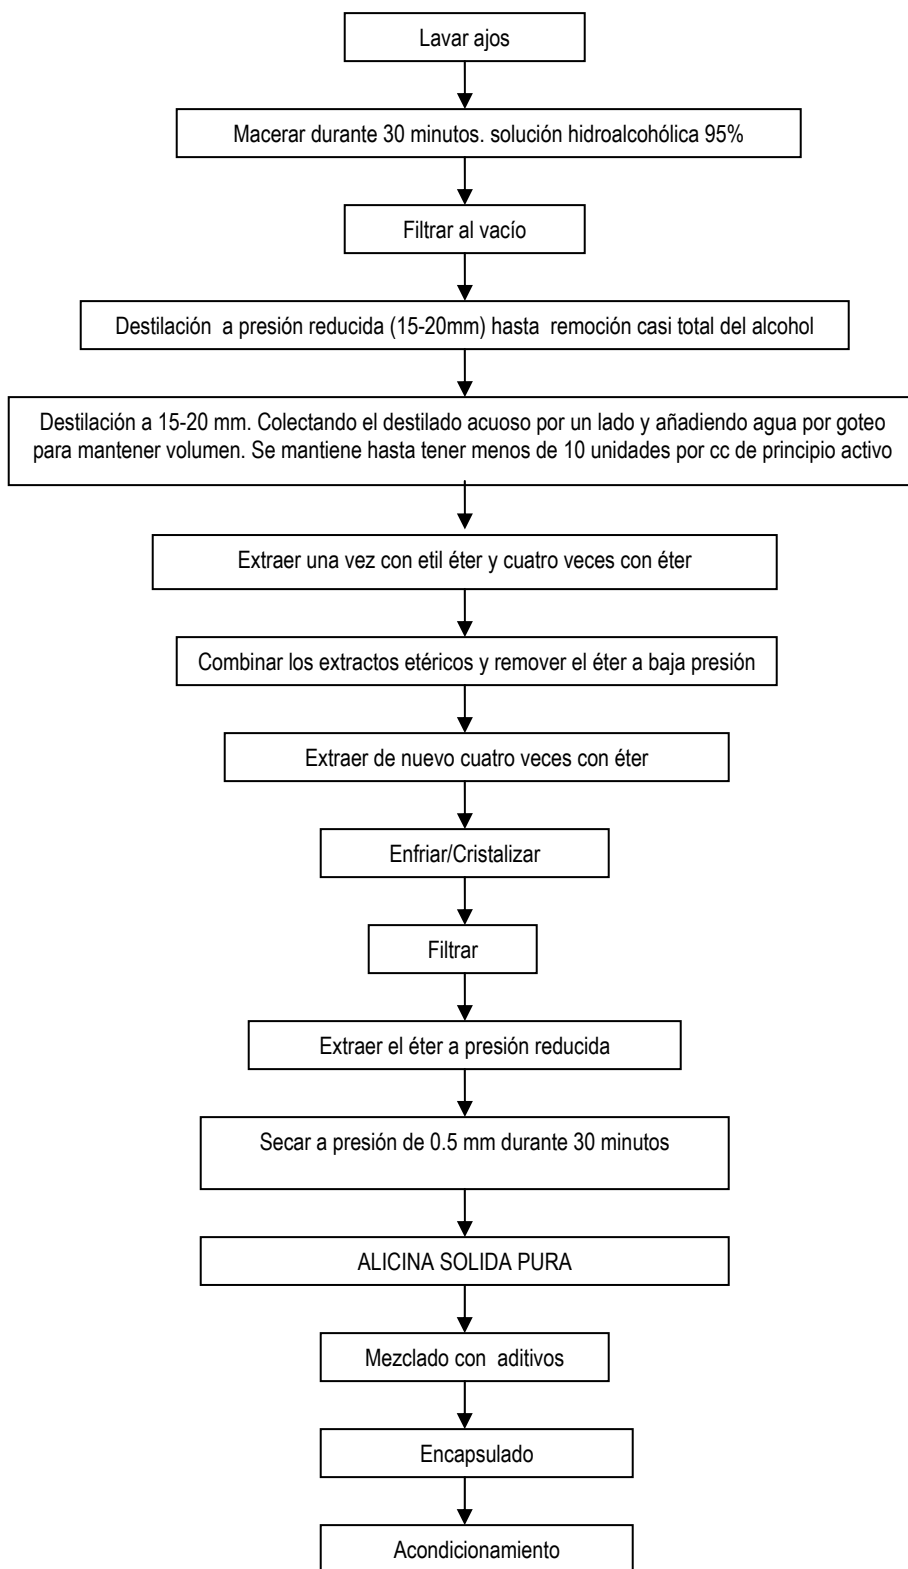 Lavar ajos
Macerar durante 30 minutos. solución hidroalcohólica 95%
Filtrar al vacío
Destilación a presión reducida (15-20mm) hasta remoción casi total del alcohol
Destilación a 15-20 mm. Colectando el destilado acuoso por un lado y añadiendo agua por goteo
para mantener volumen. Se mantiene hasta tener menos de 10 unidades por cc de principio activo
Extraer una vez con etil éter y cuatro veces con éter
Combinar los extractos etéricos y remover el éter a baja presión
Extraer de nuevo cuatro veces con éter
Enfriar/Cristalizar
Filtrar
Extraer el éter a presión reducida
Secar a presión de 0.5 mm durante 30 minutos
ALICINA SOLIDA PURA
Mezclado con aditivos
Encapsulado
Acondicionamiento